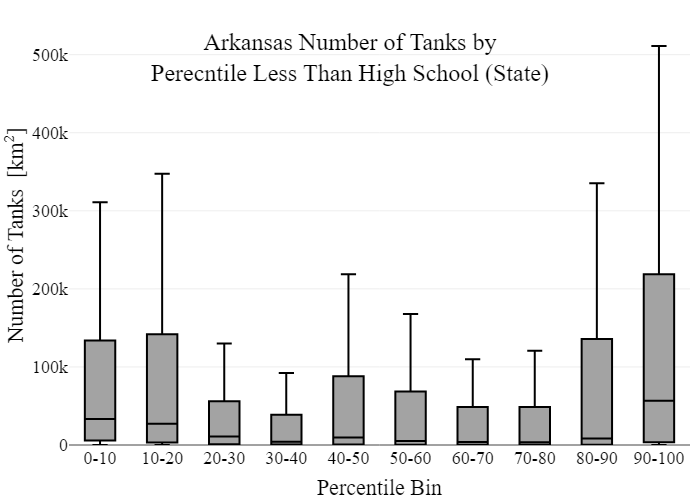 Arkansas Number of Tanks by
Perecntile Less Than High School (State)
Number of Tanks [km²]
500k
400k
300k
200k
100k
0
0-10 10-20 20-30 30-40 40-50 50-60 60-70 70-80 80-90 90-100
Percentile Bin